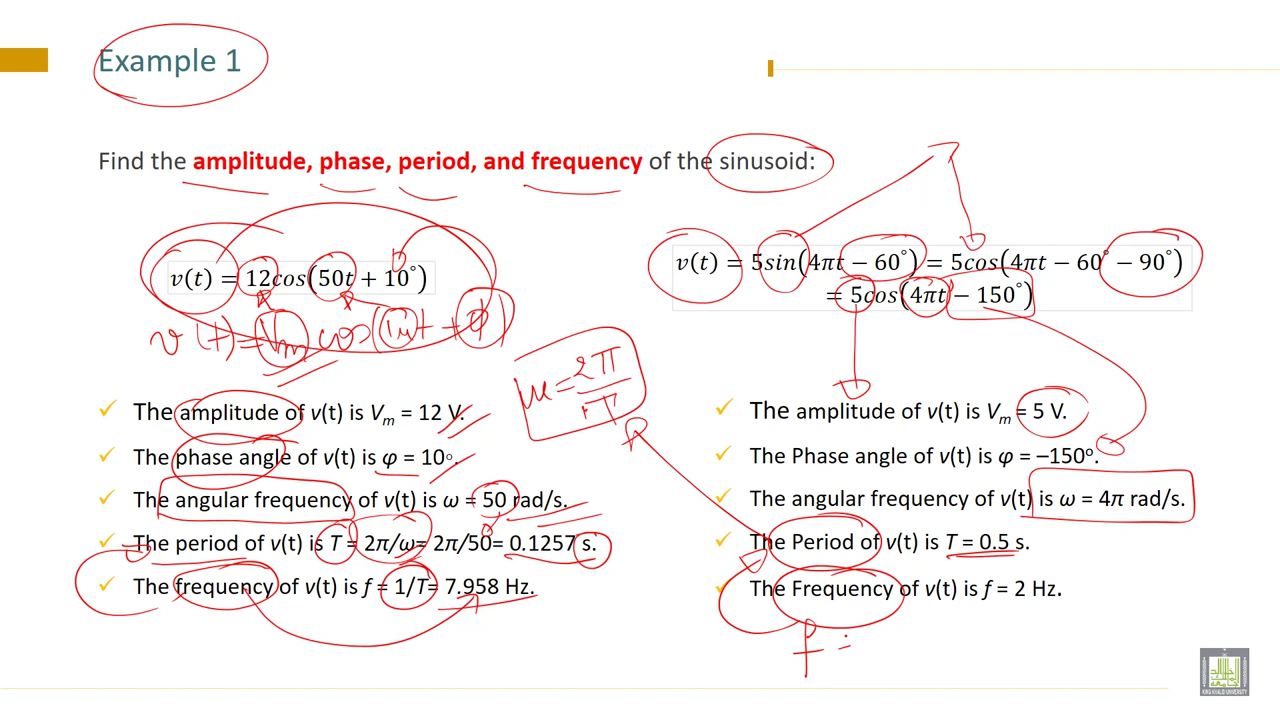 Example 1
Find the amplitude, phase, period, and frequency of the sinusoid:
v(t) = 12cos(50t + 10°)
v(t) = Vm cos(ωt + φ)
✓ The amplitude of v(t) is Vm = 12 V.
✓ The phase angle of v(t) is φ = 10°.
✓ The angular frequency of v(t) is ω = 50 rad/s.
✓ The period of v(t) is T = 2π/ω= 2π/50= 0.1257 s.
✓ The frequency of v(t) is f = 1/T= 7.958 Hz.
ω = 2π/T
v(t) = 5sin(4πt − 60°) = 5cos(4πt − 60° − 90°)
= 5cos(4πt − 150°)
✓ The amplitude of v(t) is Vm = 5 V.
✓ The Phase angle of v(t) is φ = –150º.
✓ The angular frequency of v(t) is ω = 4π rad/s.
✓ The Period of v(t) is T = 0.5 s.
✓ The Frequency of v(t) is f = 2 Hz.
f =
KING KHALID UNIVERSITY